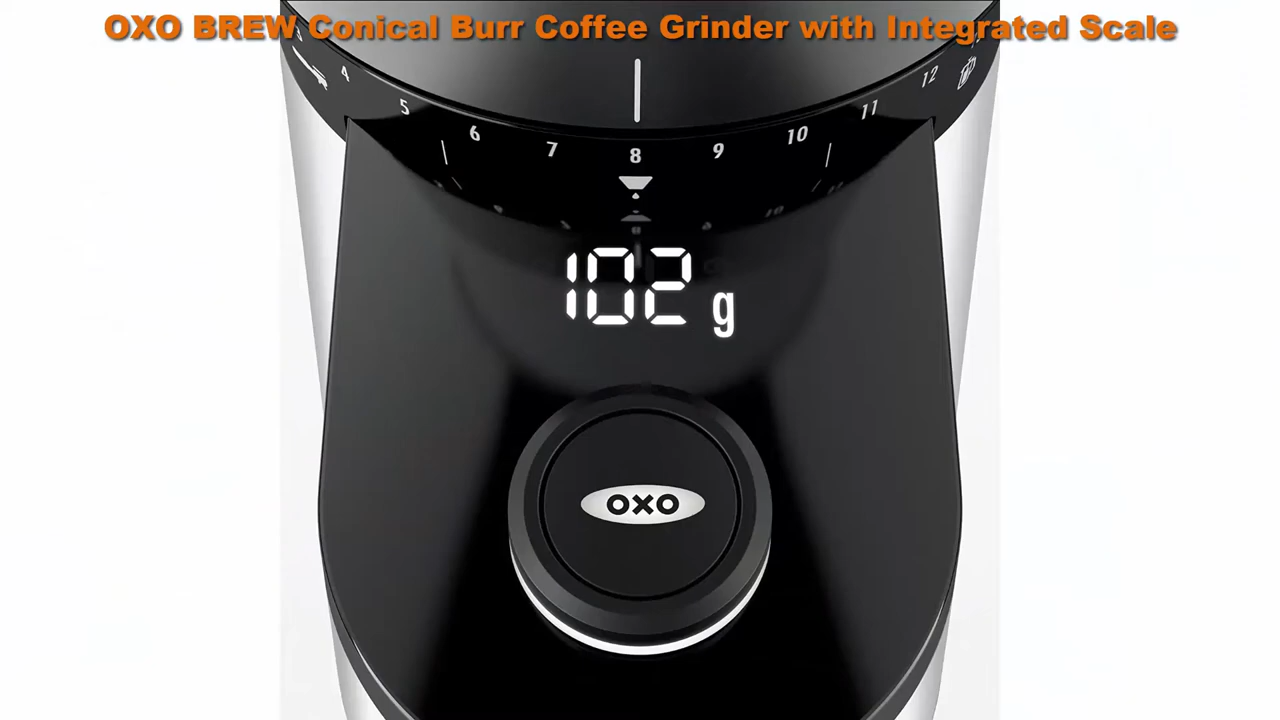 OXO BREW Conical Burr Coffee Grinder with Integrated Scale
3 4 5 6 7 8 9 10 11 12
102 g
OXO